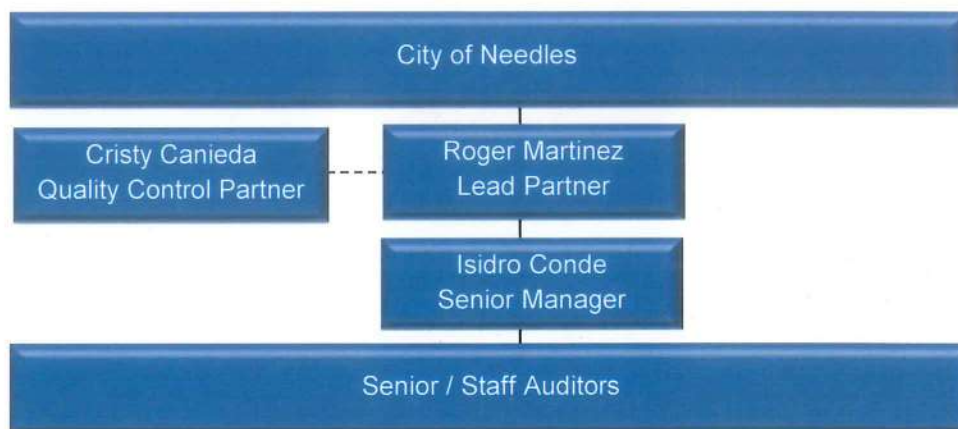 City of Needles
Cristy Canieda
Quality Control Partner
Roger Martinez
Lead Partner
Isidro Conde
Senior Manager
Senior / Staff Auditors